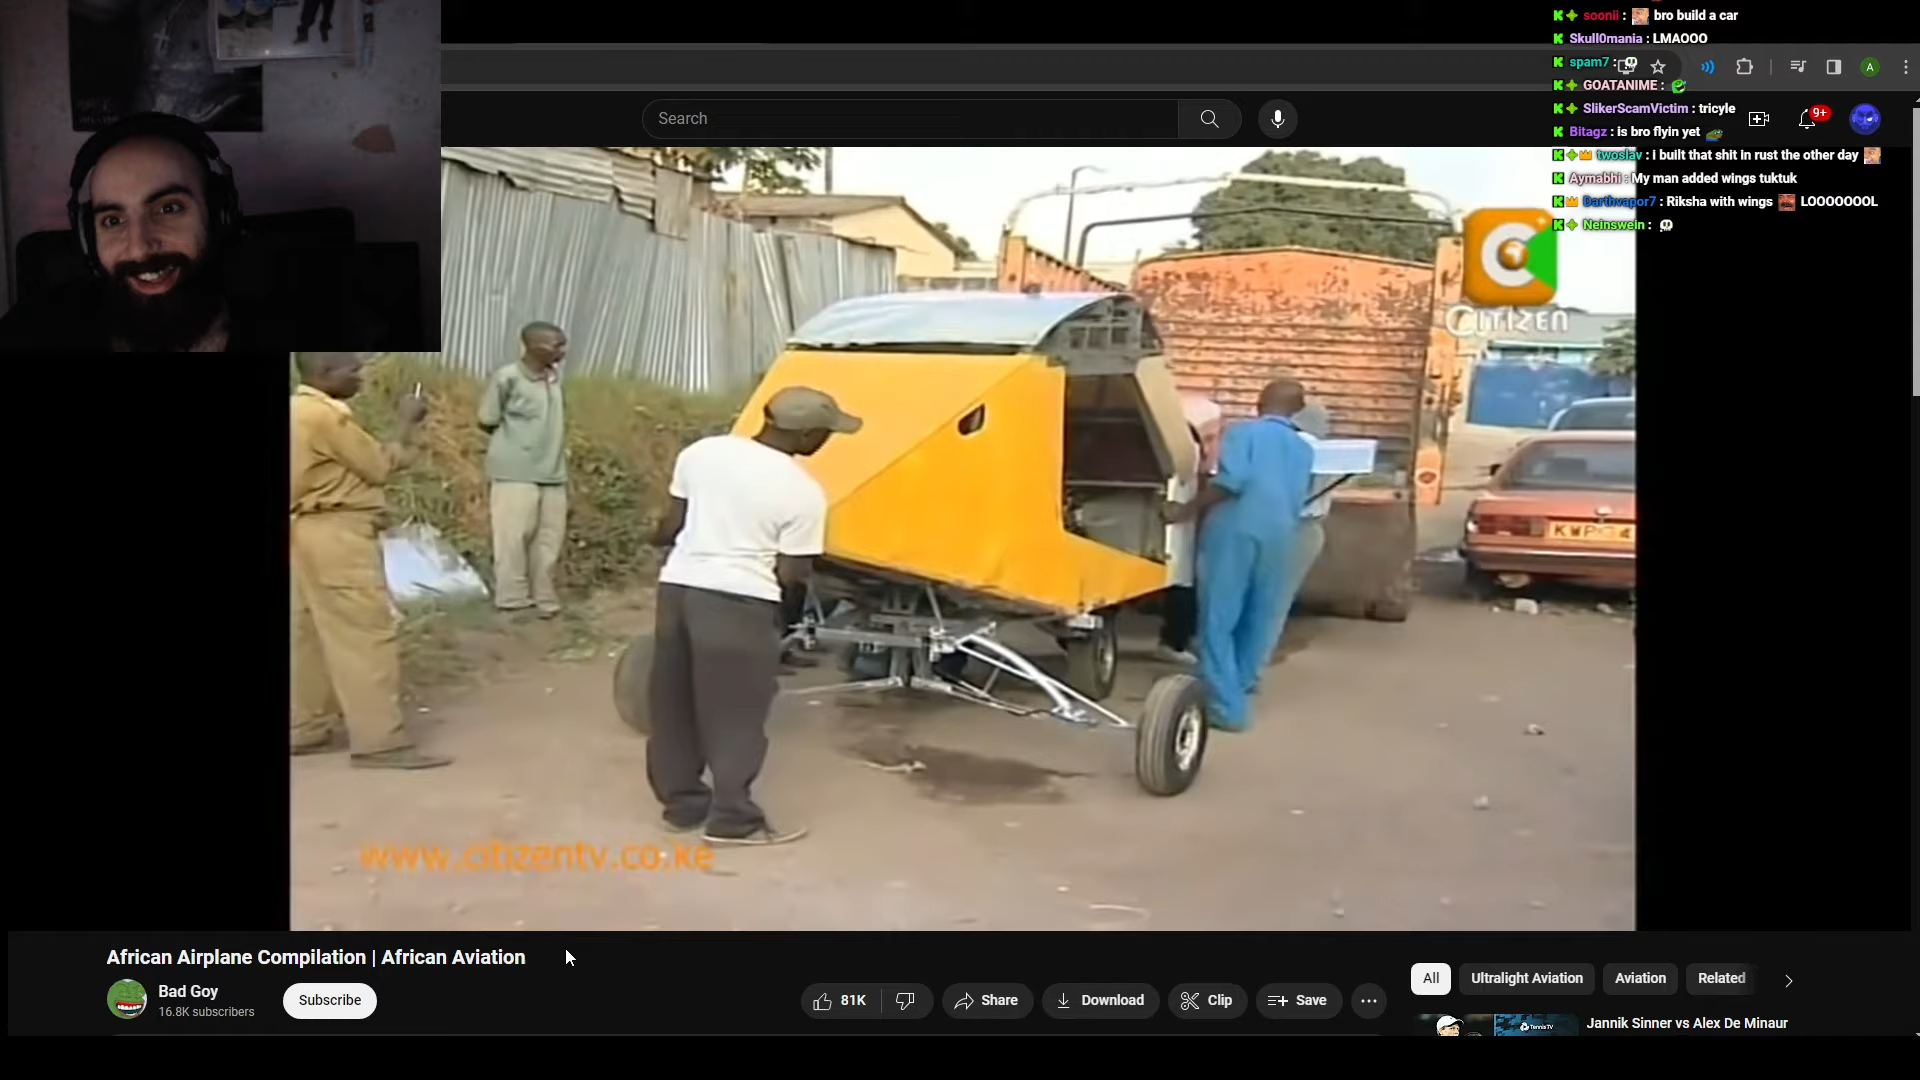 soonii : bro build a car
Skull0mania : LMAOOO
spam7 :
GOATANIME :
SlikerScamVictim : tricyle
Bitagz : is bro flyin yet
twoslav : i built that shit in rust the other day
Aymabhi : My man added wings tuktuk
Darthvapor7 : Riksha with wings LOOOOOOL
Neinswein :
A
Search
9+
CITIZEN
www.citizentv.co.ke
African Airplane Compilation | African Aviation
Bad Goy
16.8K subscribers
Subscribe
81K
Share
Download
Clip
Save
All
Ultralight Aviation
Aviation
Related
TennisTV
Jannik Sinner vs Alex De Minaur